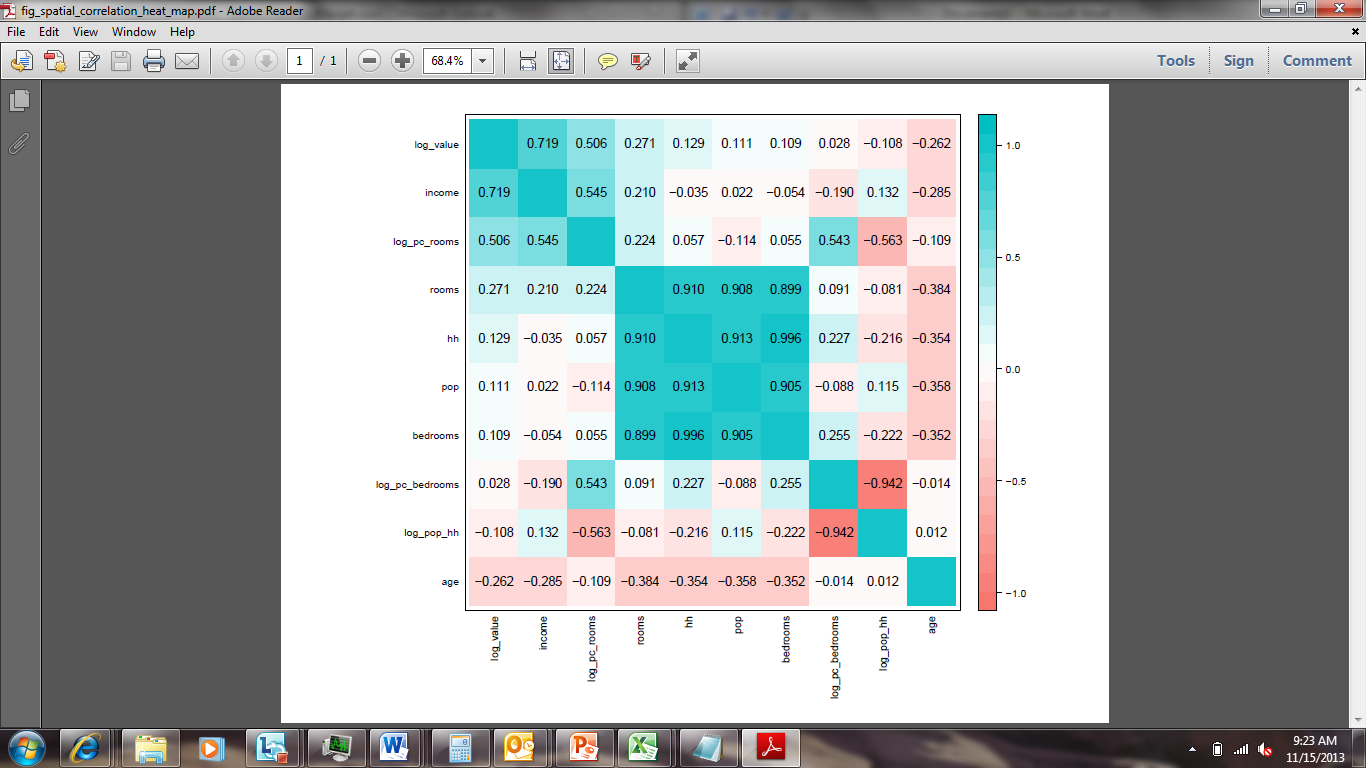 fig_spatial_correlation_heat_map.pdf - Adobe Reader
File Edit View Window Help
1 / 1 68.4% Tools Sign Comment
log_value 0.719 0.506 0.271 0.129 0.111 0.109 0.028 −0.108 −0.262
income 0.719 0.545 0.210 −0.035 0.022 −0.054 −0.190 0.132 −0.285
log_pc_rooms 0.506 0.545 0.224 0.057 −0.114 0.055 0.543 −0.563 −0.109
rooms 0.271 0.210 0.224 0.910 0.908 0.899 0.091 −0.081 −0.384
hh 0.129 −0.035 0.057 0.910 0.913 0.996 0.227 −0.216 −0.354
pop 0.111 0.022 −0.114 0.908 0.913 0.905 −0.088 0.115 −0.358
bedrooms 0.109 −0.054 0.055 0.899 0.996 0.905 0.255 −0.222 −0.352
log_pc_bedrooms 0.028 −0.190 0.543 0.091 0.227 −0.088 0.255 −0.942 −0.014
log_pop_hh −0.108 0.132 −0.563 −0.081 −0.216 0.115 −0.222 −0.942 0.012
age −0.262 −0.285 −0.109 −0.384 −0.354 −0.358 −0.352 −0.014 0.012
log_value income log_pc_rooms rooms hh pop bedrooms log_pc_bedrooms log_pop_hh age
1.0
0.5
0.0
−0.5
−1.0
9:23 AM
11/15/2013